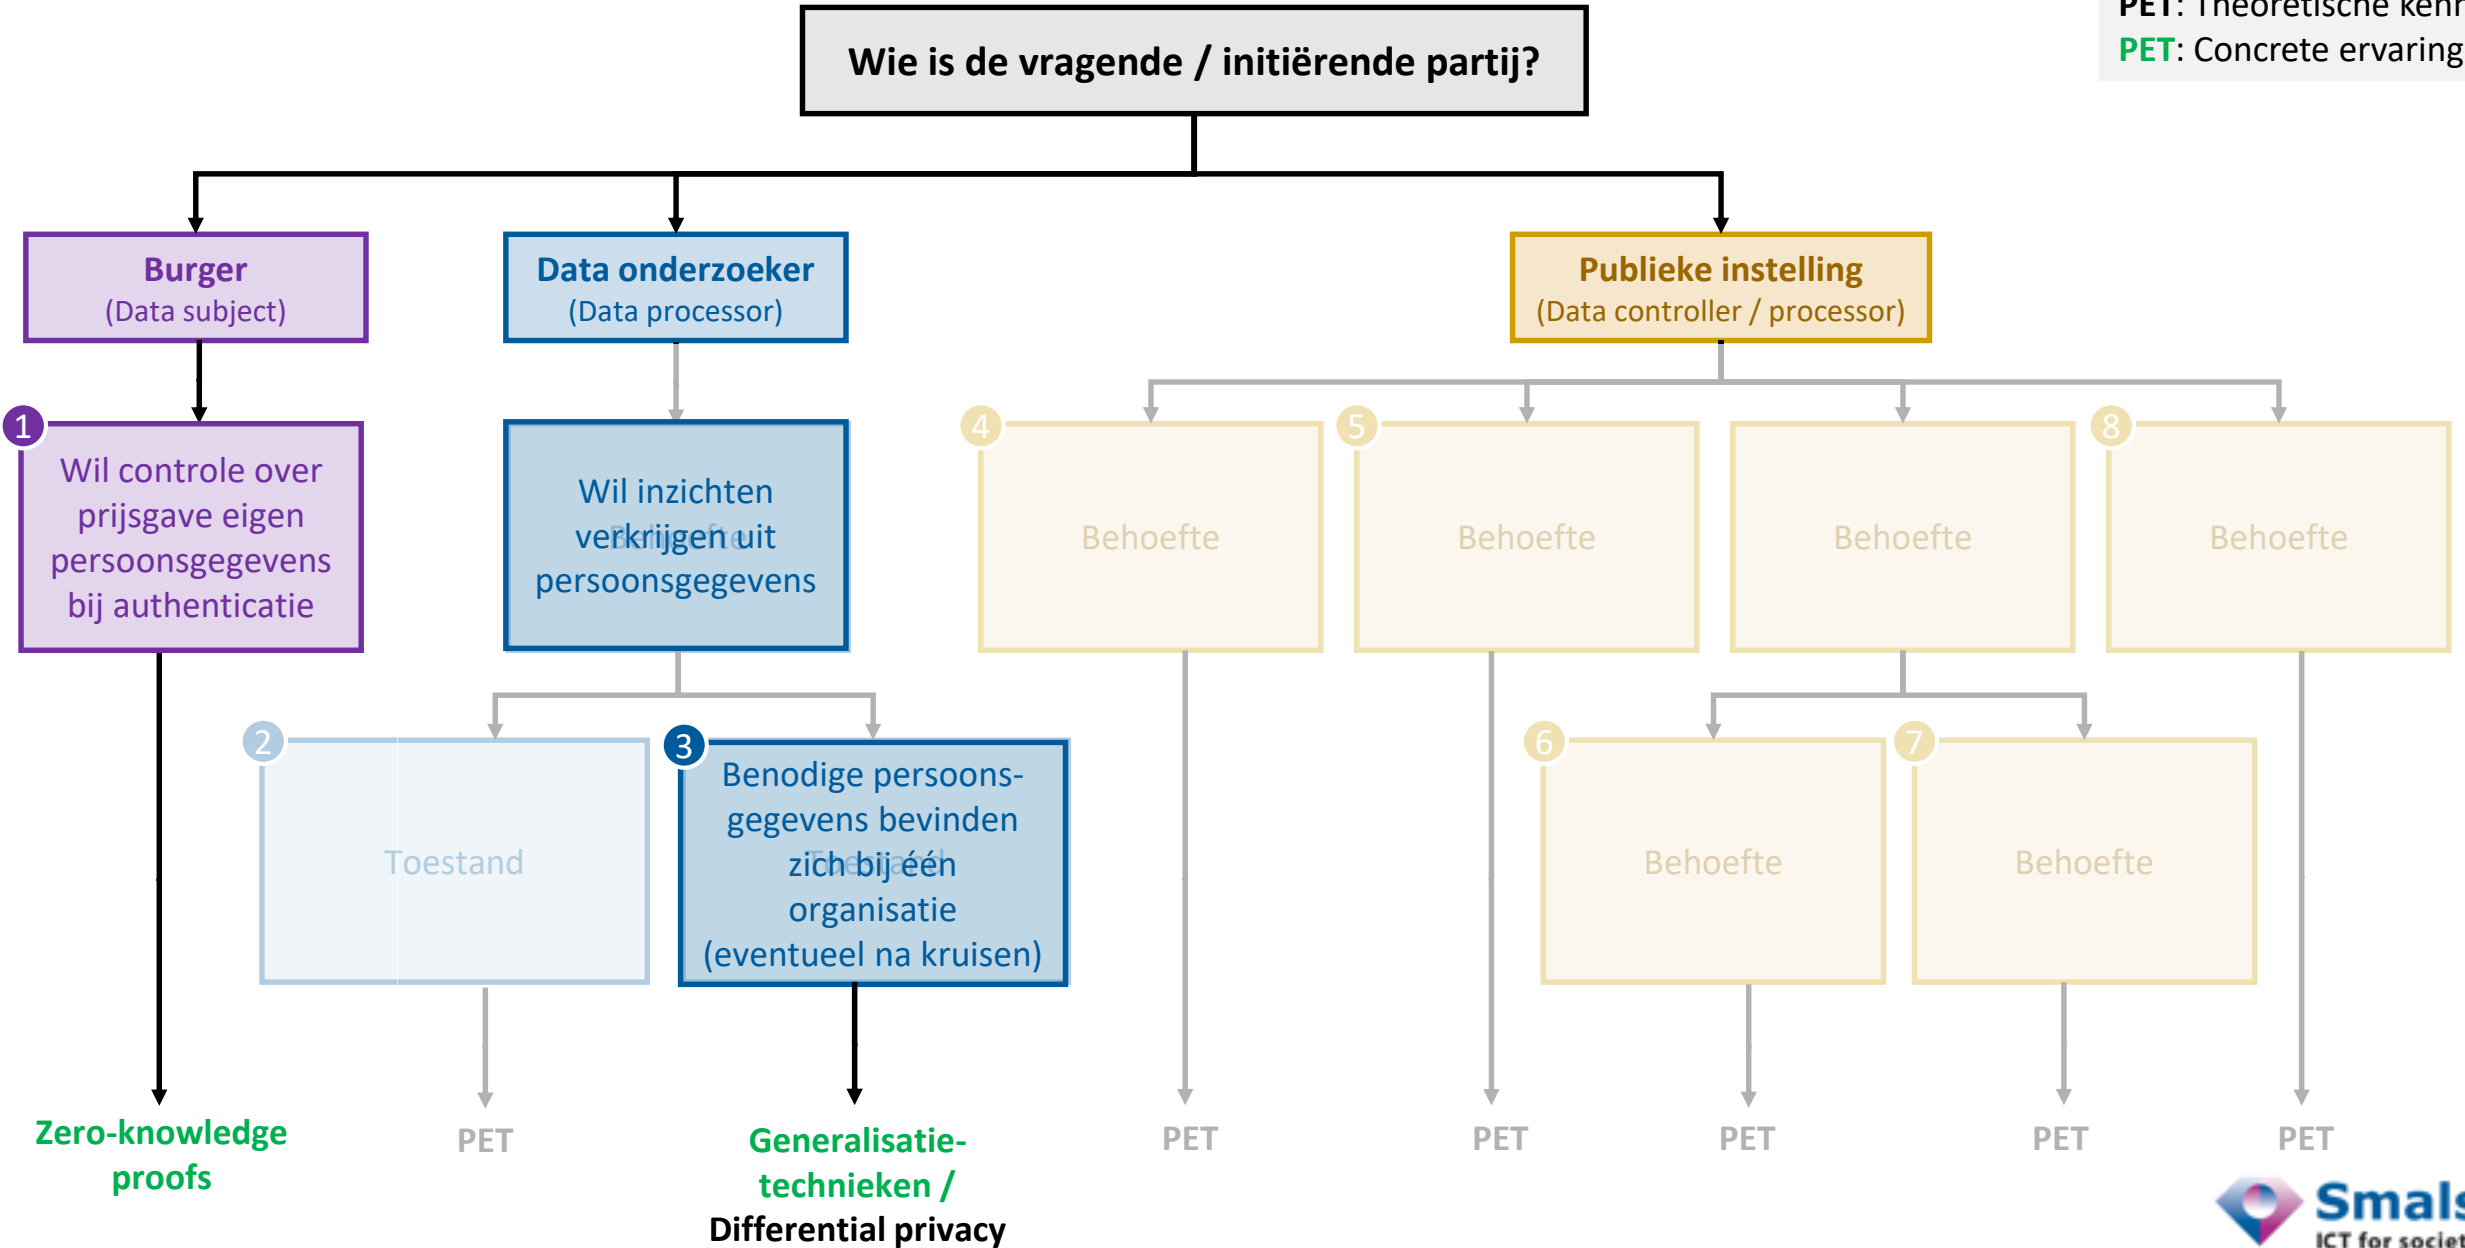 PET: Theoretische
PET: Concrete ervaring
Wie is de vragende / initiërende partij?
Burger
(Data subject)
Data onderzoeker
(Data processor)
Publieke instelling
(Data controller / processor)
1
Wil controle over
prijsgave eigen
persoonsgegevens
bij authenticatie
Behoefte
Wil inzichten
verkrijgen uit
persoonsgegevens
4
Behoefte
5
Behoefte
Behoefte
8
Behoefte
2
Toestand
3
Toestand
Benodige persoons-
gegevens bevinden
zich bij één
organisatie
(eventueel na kruisen)
6
Behoefte
7
Behoefte
Zero-knowledge
proofs
PET
Generalisatie-
technieken /
Differential privacy
PET
PET
PET
PET
PET
Smals
ICT for